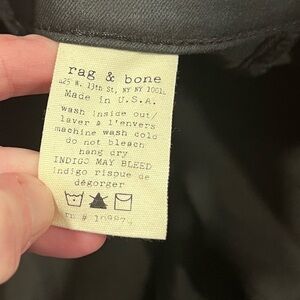 rag & bone
425 W. 13th St, NY NY 10014
Made in U.S.A.
wash inside out/
laver à l'envers
machine wash cold
do not bleach
hang dry
INDIGO MAY BLEED
Indigo risque de
dégorger
rn #